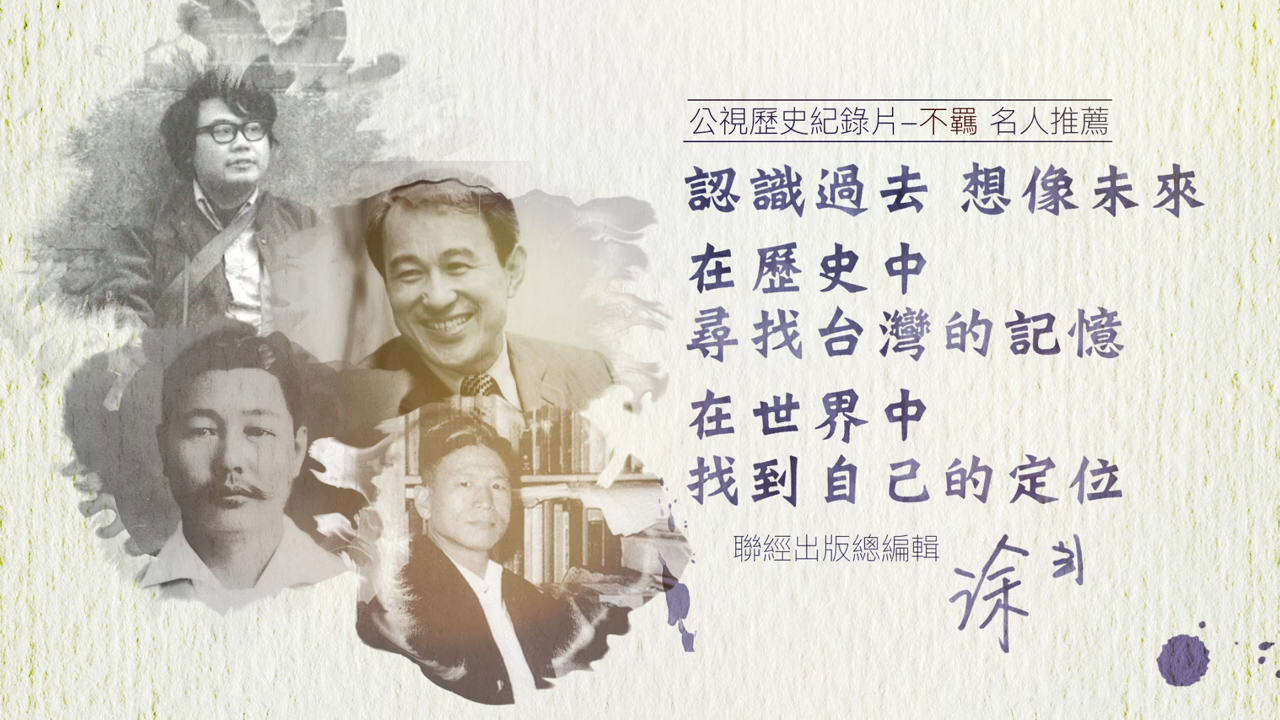 公視歷史紀錄片–不羈 名人推薦
認識過去 想像未來
在歷史中
尋找台灣的記憶
在世界中
找到自己的定位
聯經出版總編輯